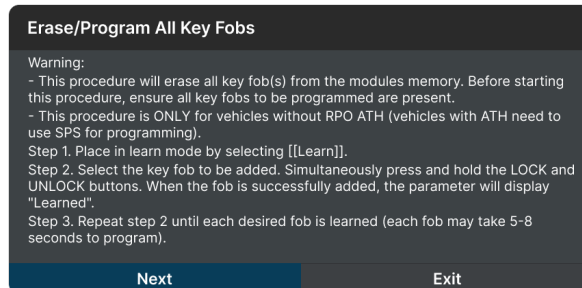 Erase/Program All Key Fobs
Warning:
- This procedure will erase all key fob(s) from the modules memory. Before starting
this procedure, ensure all key fobs to be programmed are present.
- This procedure is ONLY for vehicles without RPO ATH (vehicles with ATH need to
use SPS for programming).
Step 1. Place in learn mode by selecting [[Learn]].
Step 2. Select the key fob to be added. Simultaneously press and hold the LOCK and
UNLOCK buttons. When the fob is successfully added, the parameter will display
"Learned".
Step 3. Repeat step 2 until each desired fob is learned (each fob may take 5-8
seconds to program).
Next
Exit